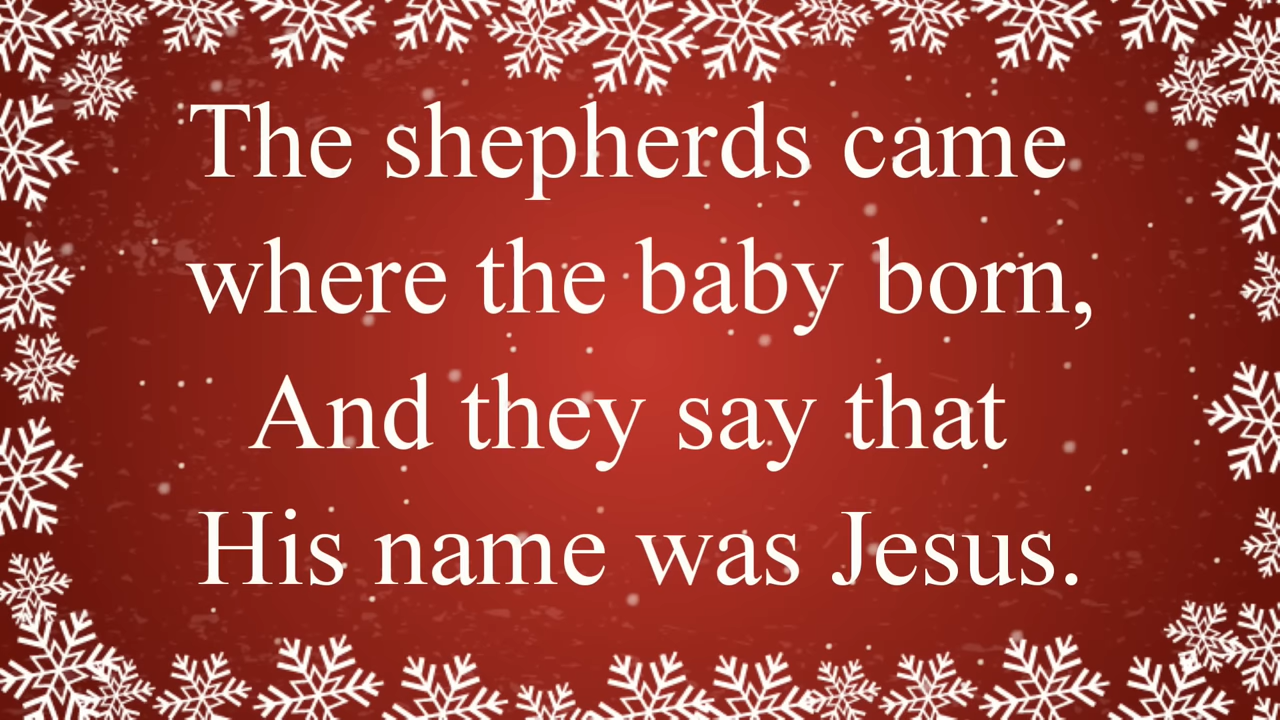 The shepherds came
where the baby born,
And they say that
His name was Jesus.